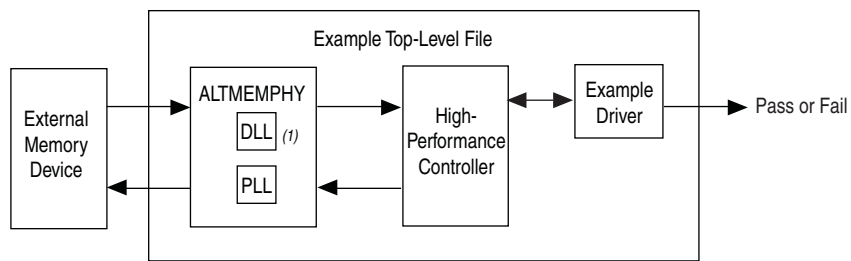 Example Top-Level File
External
Memory
Device
ALTMEMPHY
DLL (1)
PLL
High-
Performance
Controller
Example
Driver
Pass or Fail